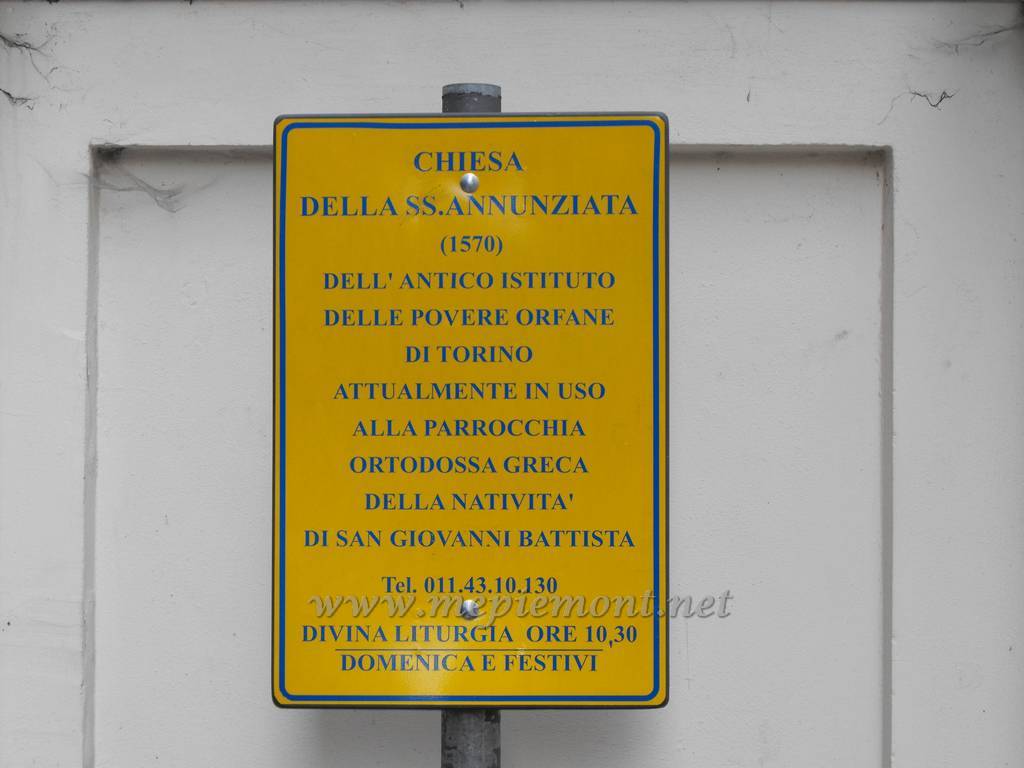 CHIESA
DELLA SS.ANNUNZIATA
(1570)
DELL' ANTICO ISTITUTO
DELLE POVERE ORFANE
DI TORINO
ATTUALMENTE IN USO
ALLA PARROCCHIA
ORTODOSSA GRECA
DELLA NATIVITA'
DI SAN GIOVANNI BATTISTA
Tel. 011.43.10.130
www.mepiemont.net
DIVINA LITURGIA ORE 10,30
DOMENICA E FESTIVI